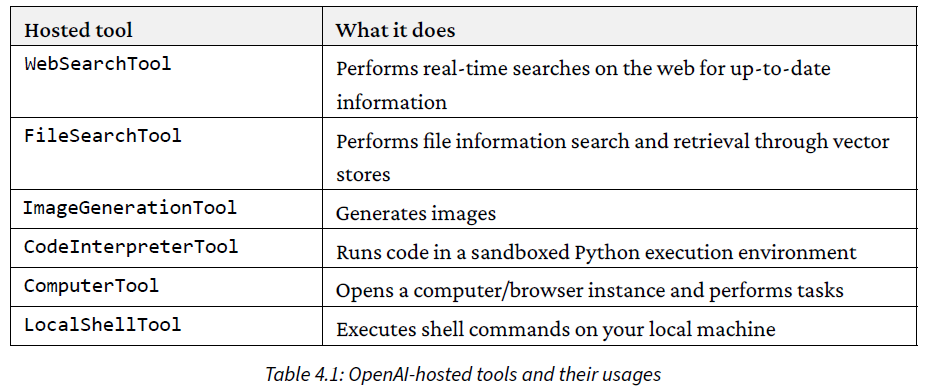 Hosted tool What it does
WebSearchTool Performs real-time searches on the web for up-to-date
information
FileSearchTool Performs file information search and retrieval through vector
stores
ImageGenerationTool Generates images
CodeInterpreterTool Runs code in a sandboxed Python execution environment
ComputerTool Opens a computer/browser instance and performs tasks
LocalShellTool Executes shell commands on your local machine
Table 4.1: OpenAI-hosted tools and their usages